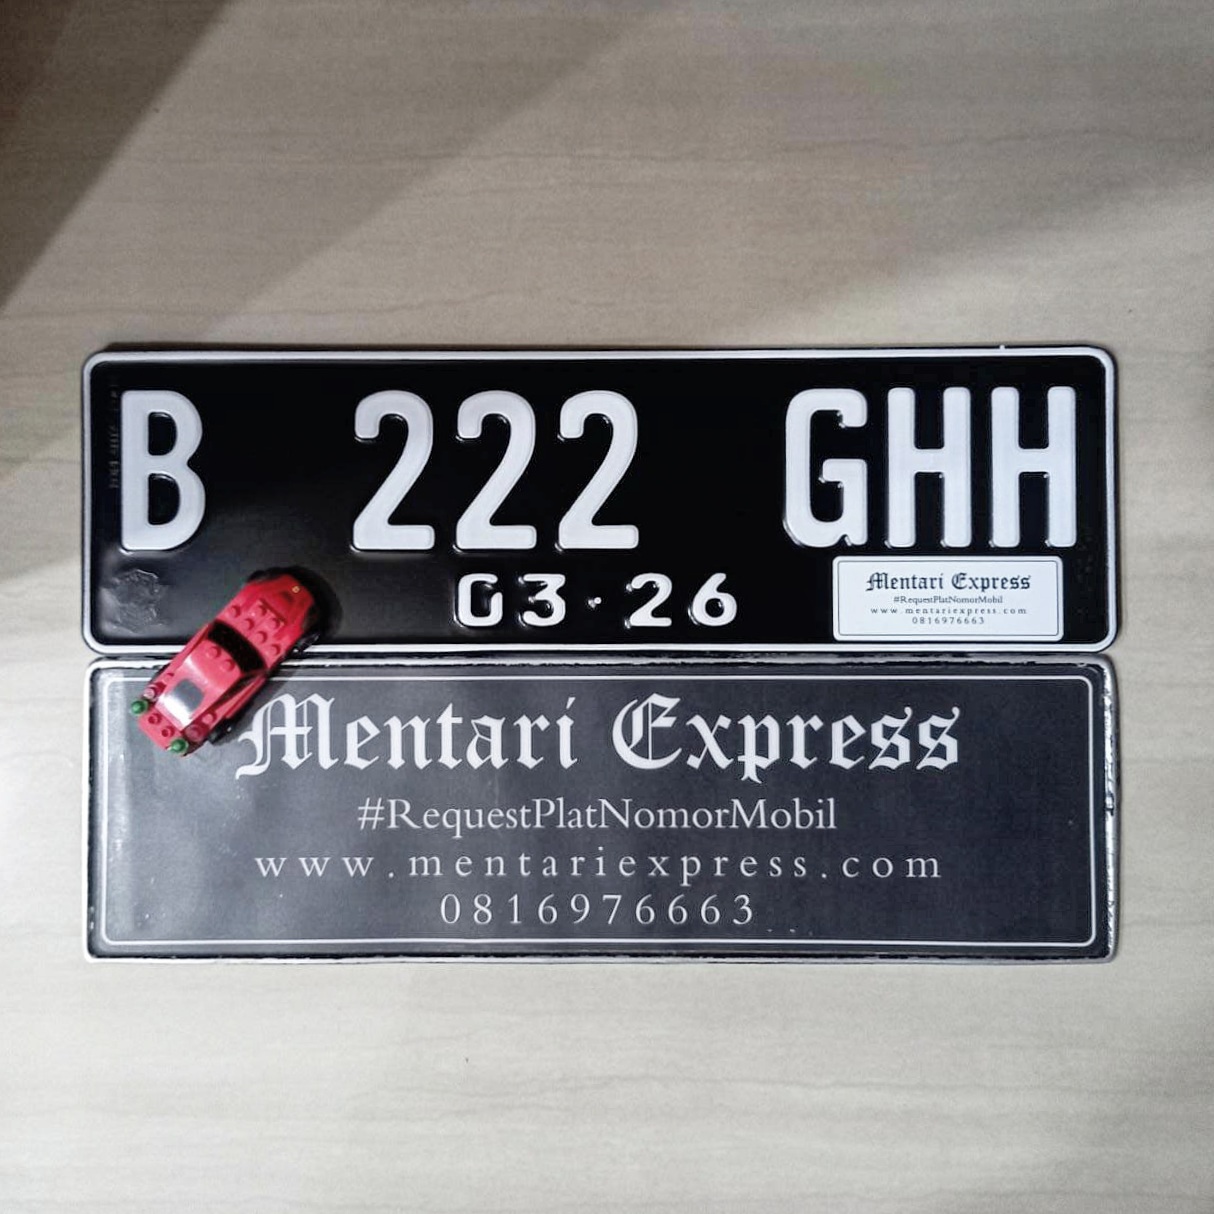 B 222 GHH
03·26
Mentari Express
#RequestPlatNomorMobil
www.mentariexpress.com
0816976663
Mentari Express
#RequestPlatNomorMobil
www.mentariexpress.com
0816976663